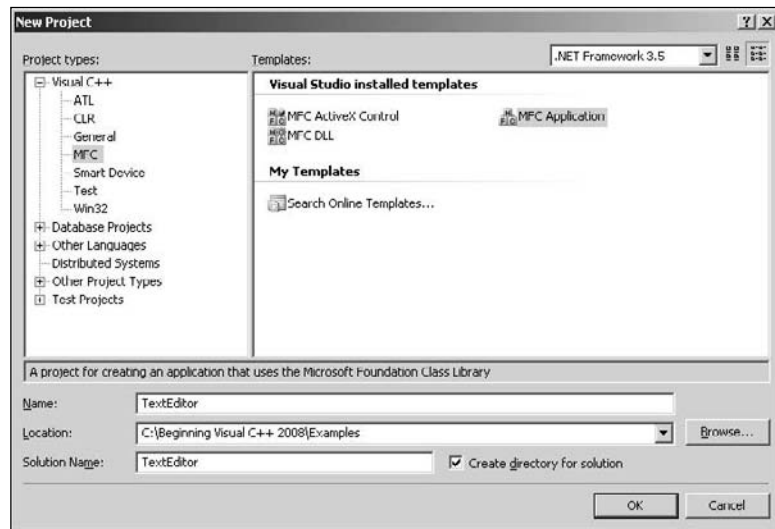 New Project
Project types:
Templates:
.NET Framework 3.5
Visual C++
ATL
CLR
General
MFC
Smart Device
Test
Win32
Database Projects
Other Languages
Distributed Systems
Other Project Types
Test Projects
Visual Studio installed templates
MFC ActiveX Control
MFC Application
MFC DLL
My Templates
Search Online Templates...
A project for creating an application that uses the Microsoft Foundation Class Library
Name:
TextEditor
Location:
C:\Beginning Visual C++ 2008\Examples
Browse...
Solution Name:
TextEditor
Create directory for solution
OK
Cancel